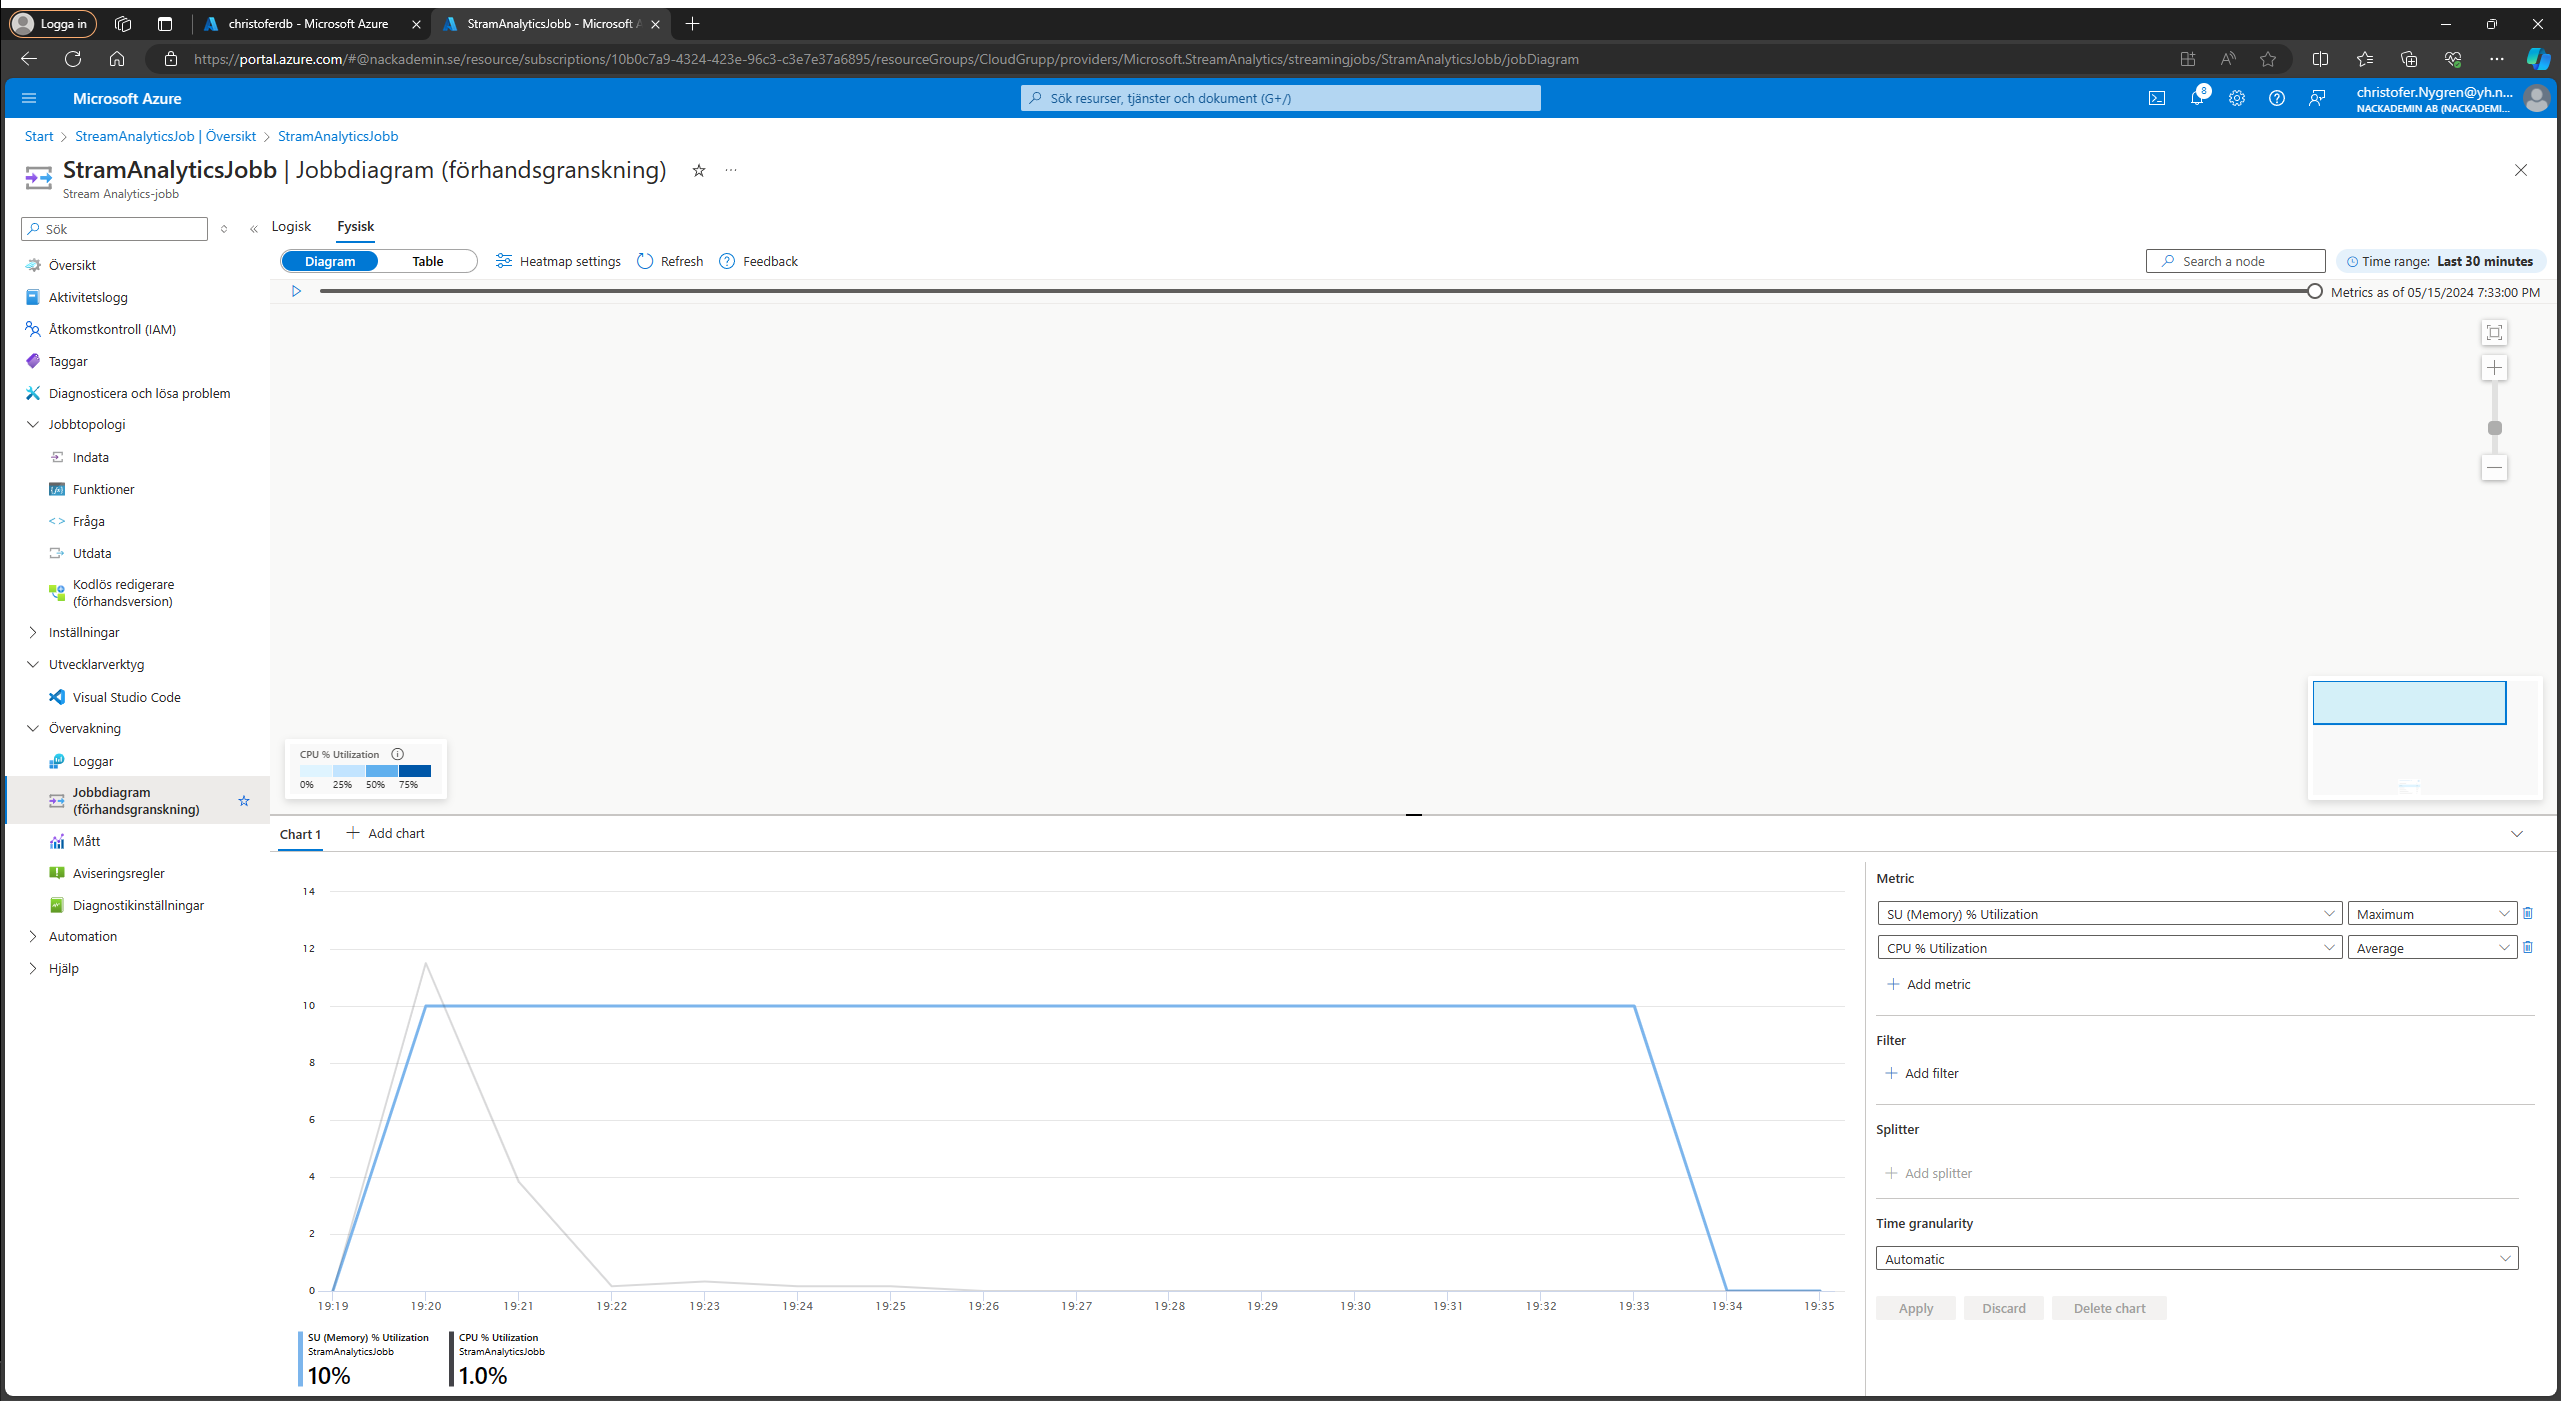 Logga in
christoferdb - Microsoft Azure
StramAnalyticsJobb - Microsoft A
https://portal.azure.com/#@nackademin.se/resource/subscriptions/10b0c7a9-4324-423e-96c3-c3e7e37a6895/resourceGroups/CloudGrupp/providers/Microsoft.StreamAnalytics/streamingjobs/StramAnalyticsJobb/jobDiagram
Microsoft Azure
Sök resurser, tjänster och dokument (G+/)
8
christofer.Nygren@yh.n...
NACKADEMIN AB (NACKADEMI...
Start > StreamAnalyticsJob | Översikt > StramAnalyticsJobb
StramAnalyticsJobb | Jobbdiagram (förhandsgranskning)
Stream Analytics-jobb
Sök
Översikt
Aktivitetslogg
Åtkomstkontroll (IAM)
Taggar
Diagnosticera och lösa problem
Jobbtopologi
Indata
Funktioner
Fråga
Utdata
Kodlös redigerare
(förhandsversion)
Inställningar
Utvecklarverktyg
Visual Studio Code
Övervakning
Loggar
Jobbdiagram
(förhandsgranskning)
Mått
Aviseringsregler
Diagnostikinställningar
Automation
Hjälp
Logisk
Fysisk
Diagram
Table
Heatmap settings
Refresh
Feedback
Search a node
Time range: Last 30 minutes
Metrics as of 05/15/2024 7:33:00 PM
CPU % Utilization
0% 25% 50% 75%
Chart 1
Add chart
14
12
10
8
6
4
2
0
19:19 19:20 19:21 19:22 19:23 19:24 19:25 19:26 19:27 19:28 19:29 19:30 19:31 19:32 19:33 19:34 19:35
SU (Memory) % Utilization
StramAnalyticsJobb
10%
CPU % Utilization
StramAnalyticsJobb
1.0%
Metric
SU (Memory) % Utilization
Maximum
CPU % Utilization
Average
Add metric
Filter
Add filter
Splitter
Add splitter
Time granularity
Automatic
Apply
Discard
Delete chart